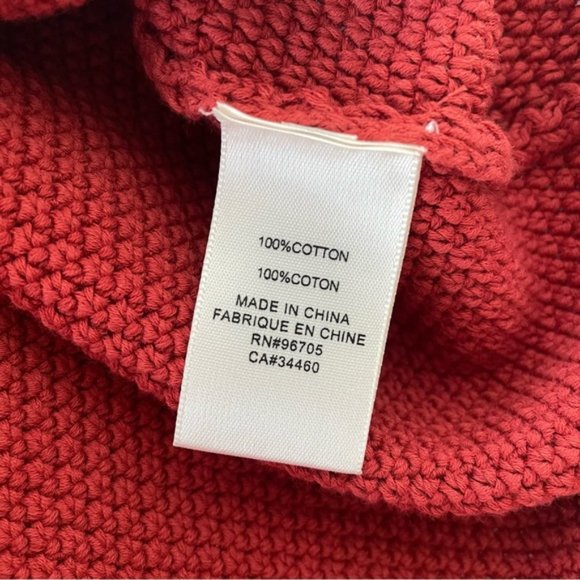 100%COTTON
100%COTON
MADE IN CHINA
FABRIQUE EN CHINE
RN#96705
CA#34460